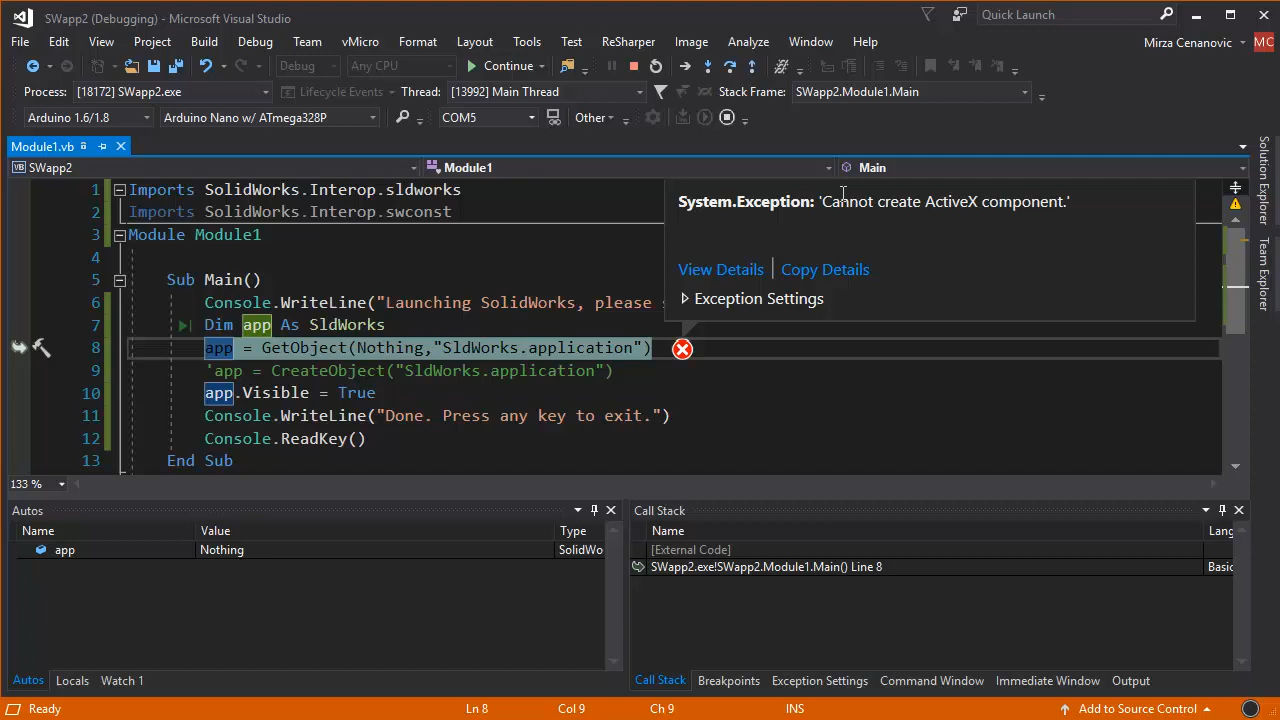 SWapp2 (Debugging) - Microsoft Visual Studio
Quick Launch
File Edit View Project Build Debug Team vMicro Format Layout Tools Test ReSharper Image Analyze Window Help
Mirza Cenanovic MC
Debug Any CPU Continue
Process: [18172] SWapp2.exe Lifecycle Events Thread: [13992] Main Thread Stack Frame: SWapp2.Module1.Main
Arduino 1.6/1.8 Arduino Nano w/ ATmega328P COM5 Other
Module1.vb
VB SWapp2 Module1 Main
1 Imports SolidWorks.Interop.sldworks
2 Imports SolidWorks.Interop.swconst
3 Module Module1
4
5 Sub Main()
6 Console.WriteLine("Launching SolidWorks, please
7 Dim app As SldWorks
8 app = GetObject(Nothing,"SldWorks.application")
9 'app = CreateObject("SldWorks.application")
10 app.Visible = True
11 Console.WriteLine("Done. Press any key to exit.")
12 Console.ReadKey()
13 End Sub
System.Exception: 'Cannot create ActiveX component.'
View Details Copy Details
Exception Settings
Solution Explorer
Team Explorer
133 %
Autos
Name Value Type
app Nothing SolidWo
Call Stack
Name Lang
[External Code]
SWapp2.exe!SWapp2.Module1.Main() Line 8 Basic
Autos Locals Watch 1
Call Stack Breakpoints Exception Settings Command Window Immediate Window Output
Ready Ln 8 Col 9 Ch 9 INS Add to Source Control